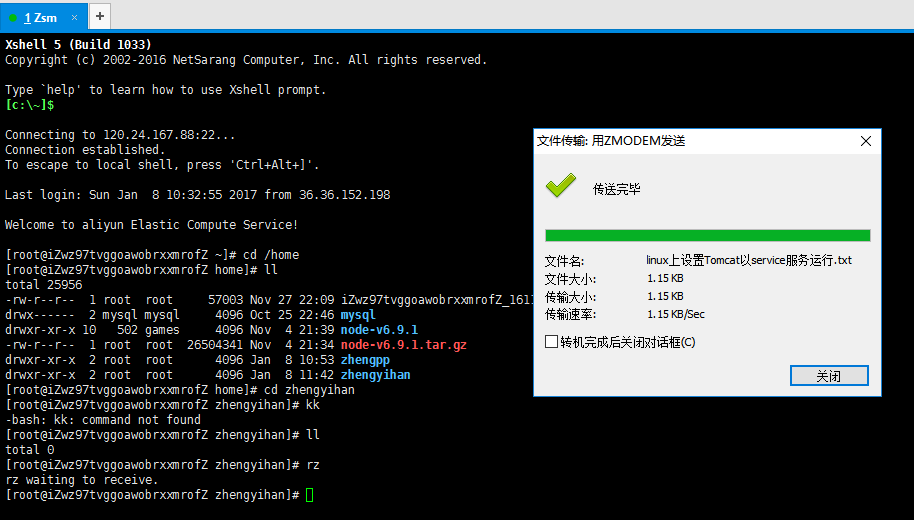 1 Zsm × +
Xshell 5 (Build 1033)
Copyright (c) 2002-2016 NetSarang Computer, Inc. All rights reserved.
Type `help' to learn how to use Xshell prompt.
[c:\~]$
Connecting to 120.24.167.88:22...
Connection established.
To escape to local shell, press 'Ctrl+Alt+]'.
Last login: Sun Jan  8 10:32:55 2017 from 36.36.152.198
Welcome to aliyun Elastic Compute Service!
[root@iZwz97tvggoawobrxxmrofZ ~]# cd /home
[root@iZwz97tvggoawobrxxmrofZ home]# ll
total 25956
-rw-r--r--  1 root  root     57003 Nov 27 22:09 iZwz97tvggoawobrxxmrofZ_161
drwx------  2 mysql mysql     4096 Oct 25 22:46 mysql
drwxr-xr-x 10   502 games     4096 Nov  4 21:39 node-v6.9.1
-rw-r--r--  1 root  root  26504341 Nov  4 21:34 node-v6.9.1.tar.gz
drwxr-xr-x  2 root  root      4096 Jan  8 10:53 zhengpp
drwxr-xr-x  2 root  root      4096 Jan  8 11:42 zhengyihan
[root@iZwz97tvggoawobrxxmrofZ home]# cd zhengyihan
[root@iZwz97tvggoawobrxxmrofZ zhengyihan]# kk
-bash: kk: command not found
[root@iZwz97tvggoawobrxxmrofZ zhengyihan]# ll
total 0
[root@iZwz97tvggoawobrxxmrofZ zhengyihan]# rz
rz waiting to receive.
[root@iZwz97tvggoawobrxxmrofZ zhengyihan]#
文件传输: 用ZMODEM发送
传送完毕
文件名: linux上设置Tomcat以service服务运行.txt
文件大小: 1.15 KB
传输大小: 1.15 KB
传输速率: 1.15 KB/Sec
转机完成后关闭对话框(C)
关闭